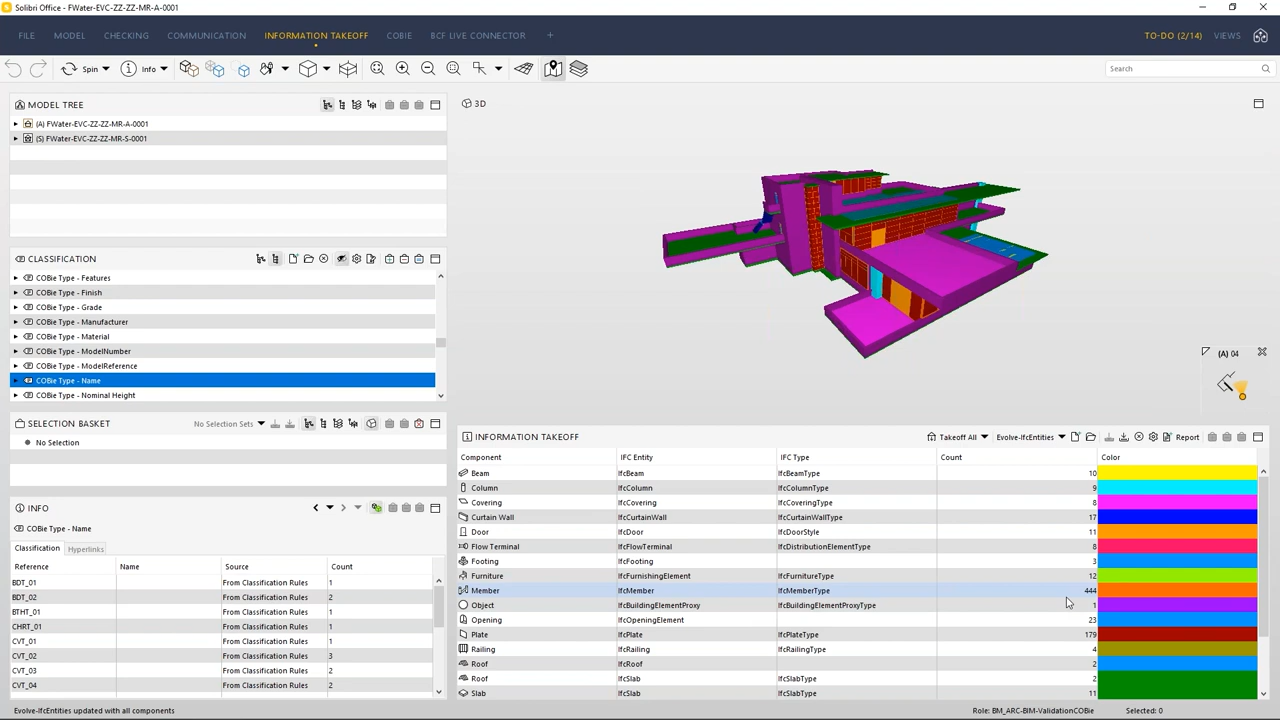 Solibri Office - FWater-EVC-ZZ-ZZ-MR-A-0001
FILE MODEL CHECKING COMMUNICATION INFORMATION TAKEOFF COBIE BCF LIVE CONNECTOR + TO-DO (2/14) VIEWS
Spin Info Search
MODEL TREE
(A) FWater-EVC-ZZ-ZZ-MR-A-0001
(S) FWater-EVC-ZZ-ZZ-MR-S-0001
CLASSIFICATION
COBie Type - Features
COBie Type - Finish
COBie Type - Grade
COBie Type - Manufacturer
COBie Type - Material
COBie Type - ModelNumber
COBie Type - ModelReference
COBie Type - Name
COBie Type - Nominal Height
SELECTION BASKET No Selection Sets
No Selection
INFO
COBie Type - Name
Classification Hyperlinks
Reference Name Source Count
BDT_01 From Classification Rules 1
BDT_02 From Classification Rules 2
BTHT_01 From Classification Rules 1
CHRT_01 From Classification Rules 1
CVT_01 From Classification Rules 1
CVT_02 From Classification Rules 3
CVT_03 From Classification Rules 2
CVT_04 From Classification Rules 2
3D
(A) 04
INFORMATION TAKEOFF Takeoff All Evolve-IfcEntities Report
Component IFC Entity IFC Type Count Color
Beam IfcBeam IfcBeamType 10
Column IfcColumn IfcColumnType 9
Covering IfcCovering IfcCoveringType 8
Curtain Wall IfcCurtainWall IfcCurtainWallType 17
Door IfcDoor IfcDoorStyle 11
Flow Terminal IfcFlowTerminal IfcDistributionElementType 8
Footing IfcFooting 3
Furniture IfcFurnishingElement IfcFurnitureType 12
Member IfcMember IfcMemberType 444
Object IfcBuildingElementProxy IfcBuildingElementProxyType 1
Opening IfcOpeningElement 23
Plate IfcPlate IfcPlateType 179
Railing IfcRailing IfcRailingType 4
Roof IfcRoof 2
Roof IfcSlab IfcSlabType 2
Slab IfcSlab IfcSlabType 11
Evolve-IfcEntities updated with all components
Role: BM_ARC-BIM-ValidationCOBie Selected: 0